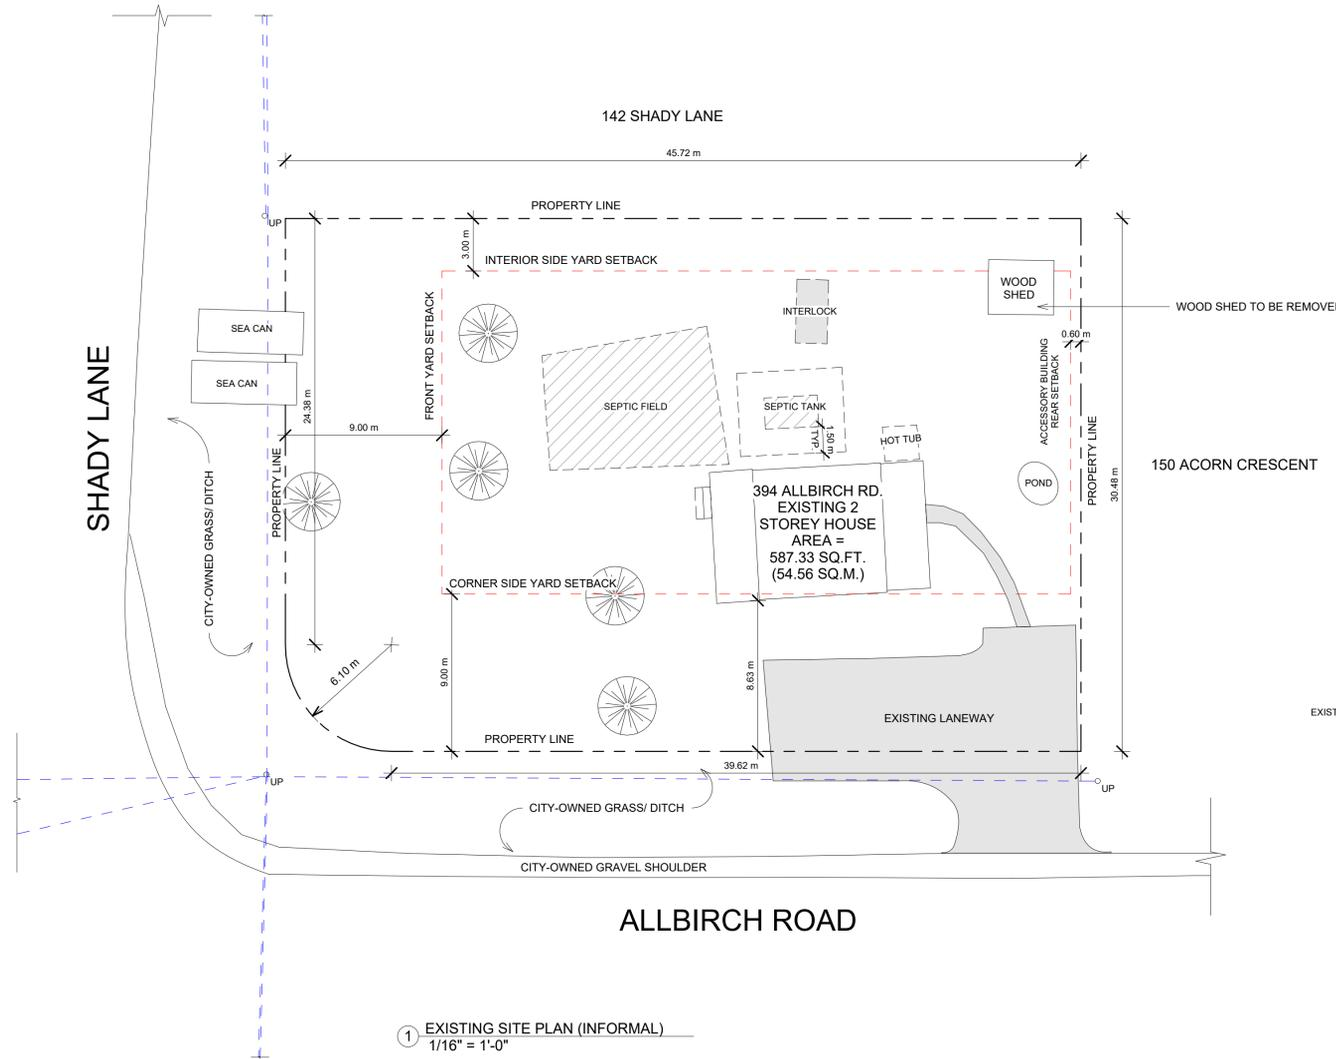 142 SHADY LANE
45.72 m
PROPERTY LINE
UP
3.00 m
INTERIOR SIDE YARD SETBACK
WOOD
SHED
WOOD SHED TO BE REMOVE
INTERLOCK
SEA CAN
0.60 m
FRONT YARD SETBACK
SEA CAN
SHADY LANE
24.38 m
SEPTIC FIELD
SEPTIC TANK
ACCESSORY BUILDING
REAR SETBACK
9.00 m
1.50 m
TYP.
HOT TUB
PROPERTY LINE
PROPERTY LINE
30.48 m
150 ACORN CRESCENT
POND
394 ALLBIRCH RD.
EXISTING 2
STOREY HOUSE
AREA =
587.33 SQ.FT.
(54.56 SQ.M.)
CITY-OWNED GRASS/ DITCH
CORNER SIDE YARD SETBACK
6.10 m
9.00 m
8.63 m
EXISTING LANEWAY
EXIST
PROPERTY LINE
39.62 m
UP
UP
CITY-OWNED GRASS/ DITCH
CITY-OWNED GRAVEL SHOULDER
ALLBIRCH ROAD
1
EXISTING SITE PLAN (INFORMAL)
1/16" = 1'-0"